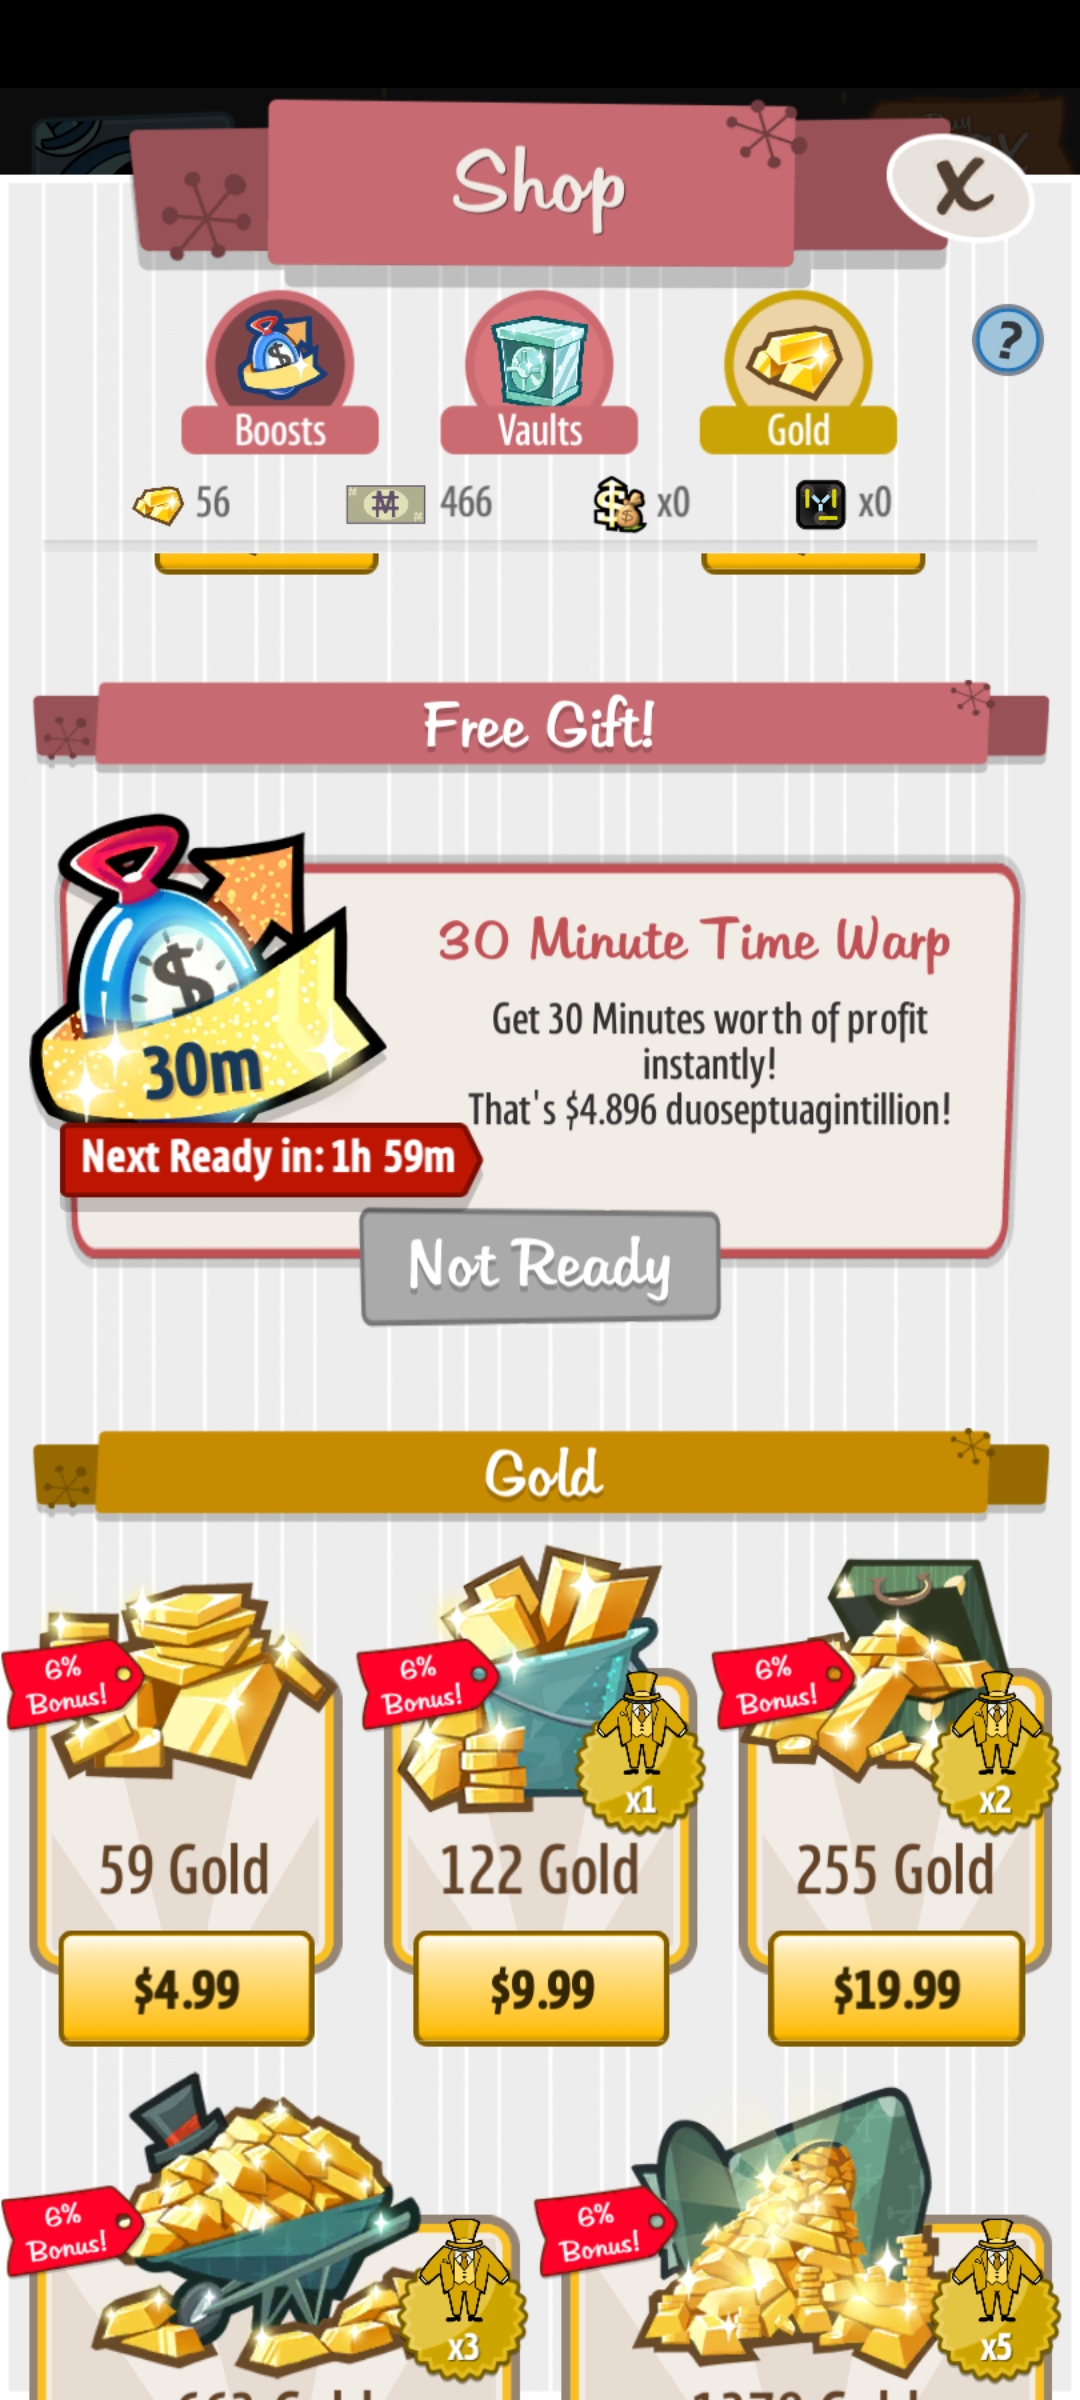 Shop
X
?
Boosts
Vaults
Gold
56
466
x0
x0
Free Gift!
30 Minute Time Warp
Get 30 Minutes worth of profit
instantly!
That's $4.896 duoseptuagintillion!
$
30m
Next Ready in: 1h 59m
Not Ready
Gold
6%
Bonus!
6%
Bonus!
6%
Bonus!
x1
x2
59 Gold
122 Gold
255 Gold
$4.99
$9.99
$19.99
6%
Bonus!
6%
Bonus!
x3
x5